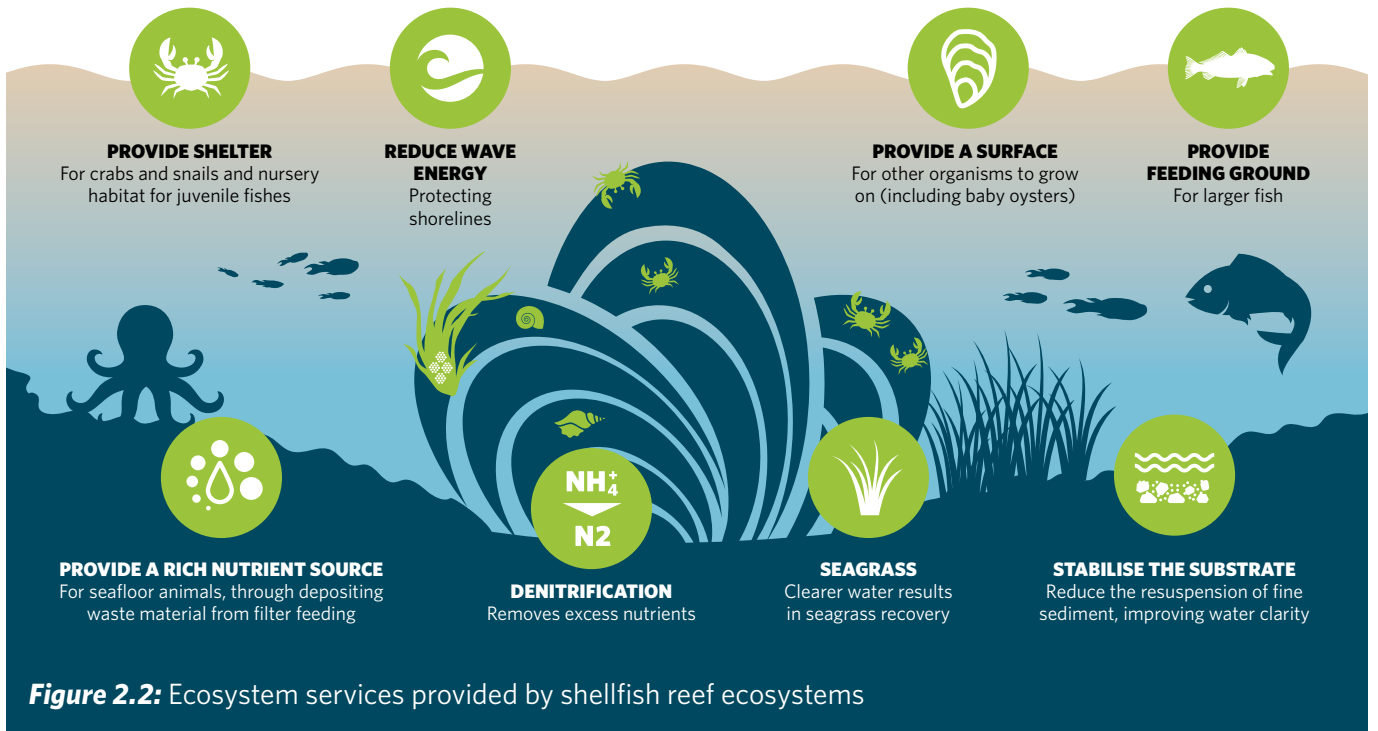 PROVIDE SHELTER
For crabs and snails and nursery
habitat for juvenile fishes
REDUCE WAVE
ENERGY
Protecting
shorelines
PROVIDE A SURFACE
For other organisms to grow
on (including baby oysters)
PROVIDE
FEEDING GROUND
For larger fish
PROVIDE A RICH NUTRIENT SOURCE
For seafloor animals, through depositing
waste material from filter feeding
NH₄⁺
N2
DENITRIFICATION
Removes excess nutrients
SEAGRASS
Clearer water results
in seagrass recovery
STABILISE THE SUBSTRATE
Reduce the resuspension of fine
sediment, improving water clarity
Figure 2.2: Ecosystem services provided by shellfish reef ecosystems